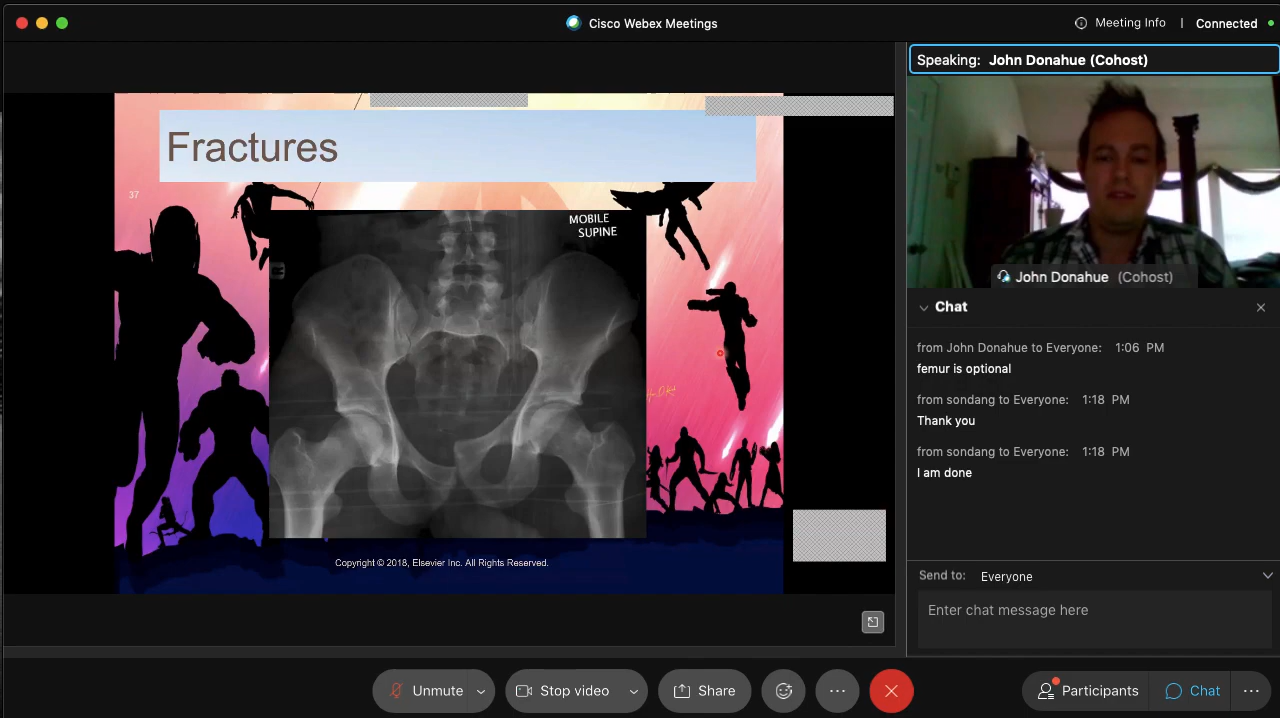 Cisco Webex Meetings
Meeting Info | Connected
Speaking: John Donahue (Cohost)
Fractures
37
MOBILE
SUPINE
John Donahue (Cohost)
Chat
from John Donahue to Everyone: 1:06 PM
femur is optional
from sondang to Everyone: 1:18 PM
Thank you
from sondang to Everyone: 1:18 PM
I am done
Copyright © 2018, Elsevier Inc. All Rights Reserved.
Send to: Everyone
Enter chat message here
Unmute
Stop video
Share
Participants
Chat